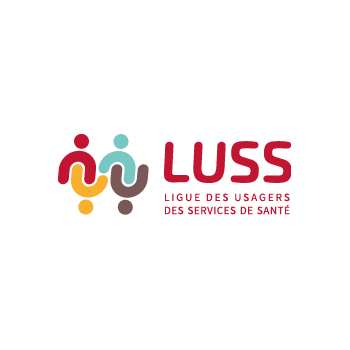 LUSS
LIGUE DES USAGERS
DES SERVICES DE SANTÉ